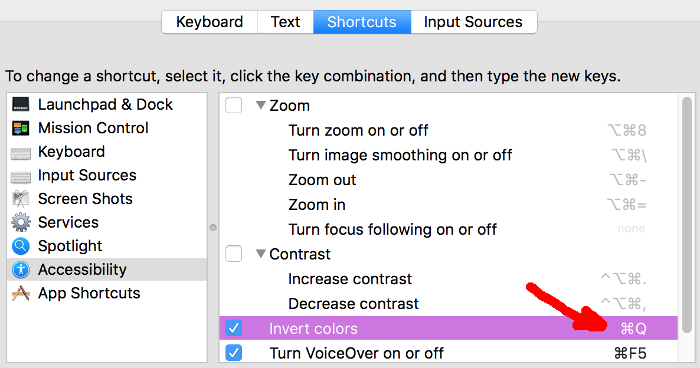 Keyboard Text Shortcuts Input Sources
To change a shortcut, select it, click the key combination, and then type the new keys.
Launchpad & Dock
Mission Control
Keyboard
Input Sources
Screen Shots
Services
Spotlight
Accessibility
App Shortcuts
Zoom
Turn zoom on or off ⌥⌘8
Turn image smoothing on or off ⌥⌘\
Zoom out ⌥⌘-
Zoom in ⌥⌘=
Turn focus following on or off none
Contrast
Increase contrast ^⌥⌘.
Decrease contrast ^⌥⌘,
Invert colors ⌘Q
Turn VoiceOver on or off ⌘F5